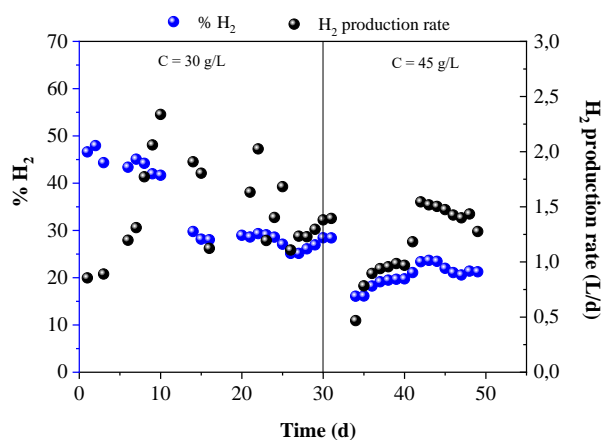 % H₂ H₂ production rate
C = 30 g/L C = 45 g/L
% H₂
70
60
50
40
30
20
10
0
3,0
2,5
2,0
1,5
1,0
0,5
0,0
H₂ production rate (L/d)
0 10 20 30 40 50
Time (d)